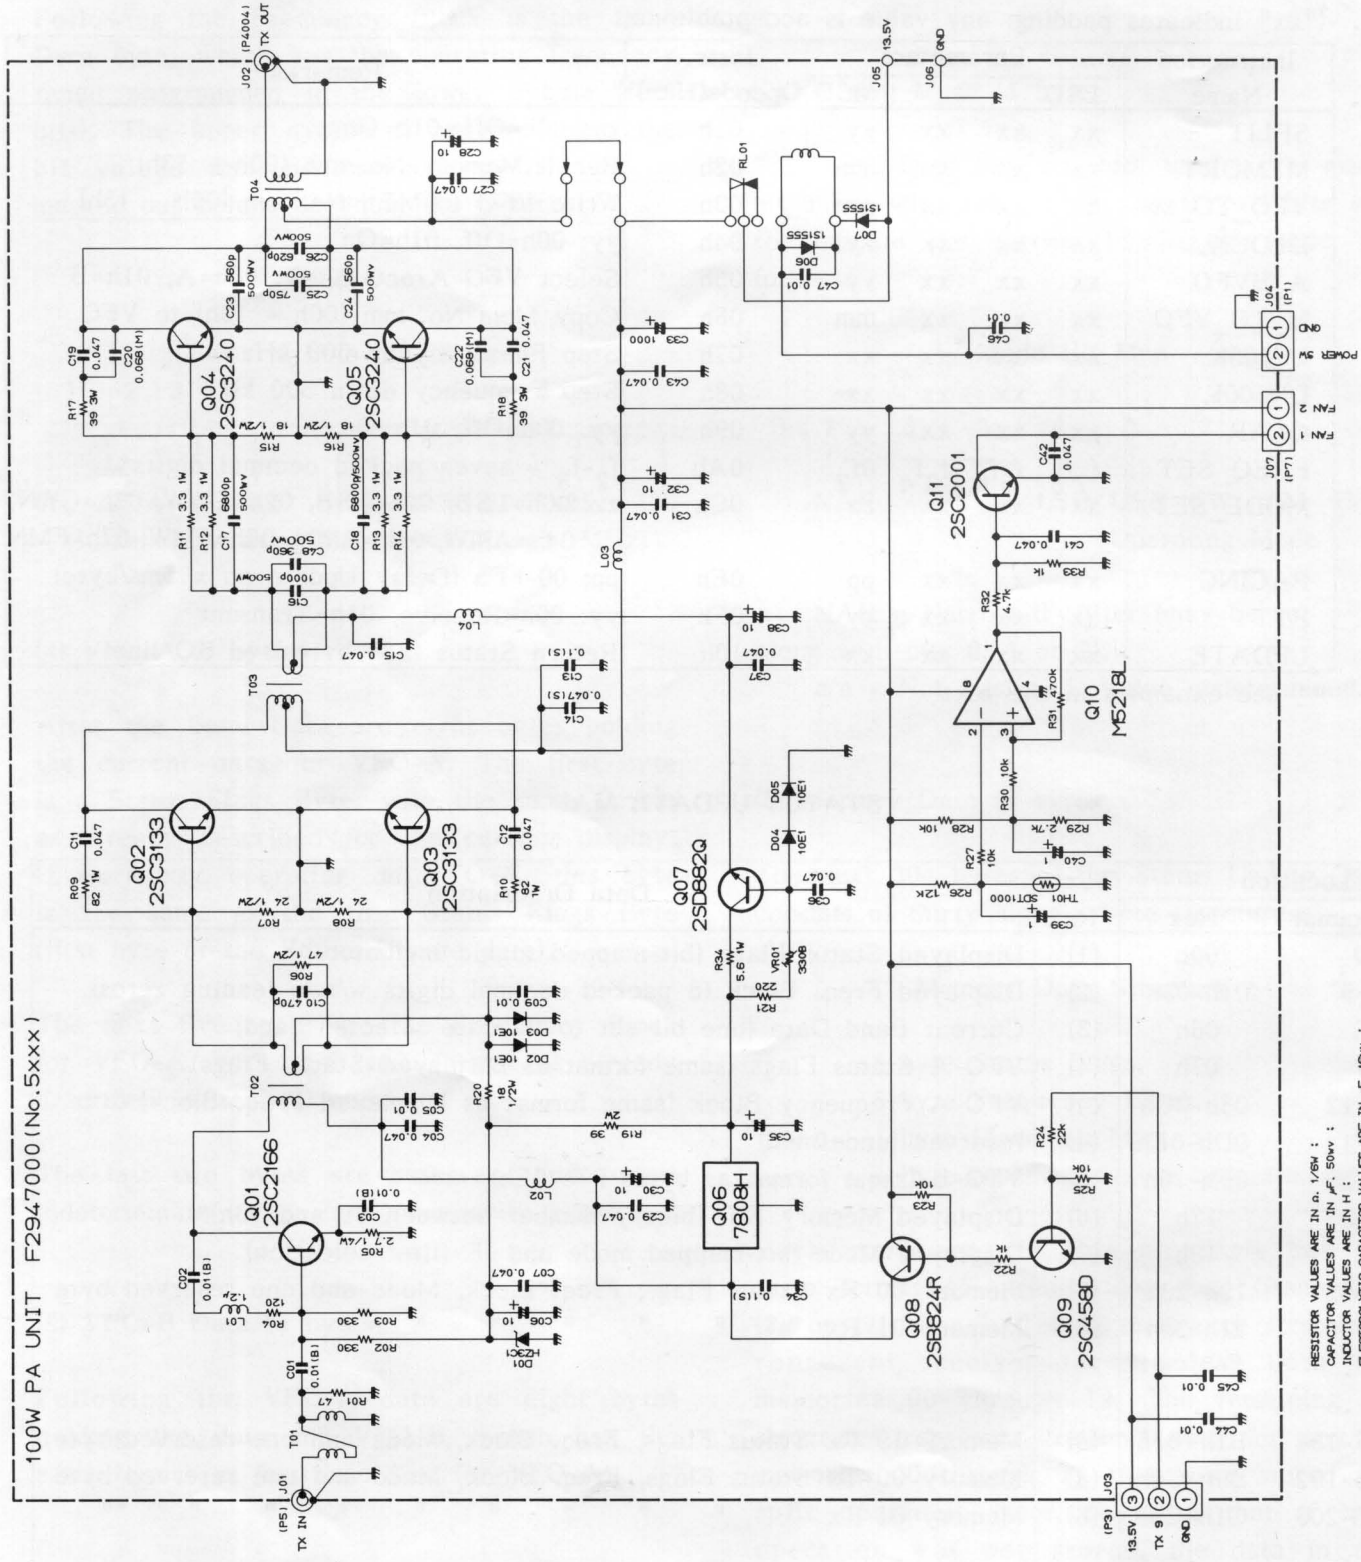 100W PA UNIT F2947000 (No.5xxxx)
(P5) J01
TX IN
T01
R01 47
C01
0.01(B)
L01 1.2μ
R04 120
R03 330
R02 330
D01
HZ3C1
C06 10
C07 0.047
C02
0.01(B)
Q01
2SC2166
C03
0.01(B)
R05
2.7 1/4W
C04 0.047
C05 0.01
T02
L02
C29 0.047
C30 10
R20
18
1/2W
R19 2W
39
D02 10E1
D03 10E1
C09 0.01
C10 470p
R06
47 1/2W
R07
24 1/2W
R08
24 1/2W
R09
82 1W
C11
0.047
Q02
2SC3133
Q03
2SC3133
R10
82
1W
C12
0.047
T03
C14
0.047(S)
C13
0.1(S)
C15
0.047
L04
L03
C16
1000p
500WV
C48 360p
500WV
R11 3.3 1W
R12 3.3 1W
C17 6800p
500WV
C18 6800p
500WV
R13 3.3 1W
R14 3.3 1W
R15
18 1/2W
R16
18 1/2W
R17
39 3W
C19
0.047
C20
0.068(M)
Q04
2SC3240
Q05
2SC3240
R18
39 3W
C22
0.068(M)
C21 0.047
C23 560p
500WV
C24 560p
500WV
C25
750p
500WV
C26
620p
500WV
T04
C28
10
C27 0.047
J02 (P4004)
TX OUT
J05
13.5V
J06
GND
RL01
D06
1S1555
D07
1S1555
C47 0.01
C46
0.01
C33
1000
C43
0.047
C32
10
C31
0.047
C38
10
C37
0.047
J04
(P1)
GND
POWER SW
FAN 2
FAN 1
J07
(P7)
Q11
2SC2001
C42
0.047
C41
0.047
R33
1k
R32
4.7k
R31
470k
Q10
M5218L
R30 10k
R28
10k
R29 2.7k
C40
1
R27
10k
R26
12K
TH01
SDT1000
C39
1
Q07
2SD882Q
D04
10E1
D05
10E1
C36
0.047
VR01
330B
R34
5.6 1W
R21
220
C35
10
Q06
7808H
C34
0.1(S)
Q08
2SB824R
R23
10k
R22
1k
Q09
2SC458D
R24
22k
R25
10k
C45
0.01
C44
0.01
(P3) J03
13.5V
TX 9
GND
RESISTOR VALUES ARE IN Ω, 1/6W ;
CAPACITOR VALUES ARE IN μF, 50WV ;
INDUCTOR VALUES ARE IN H ;